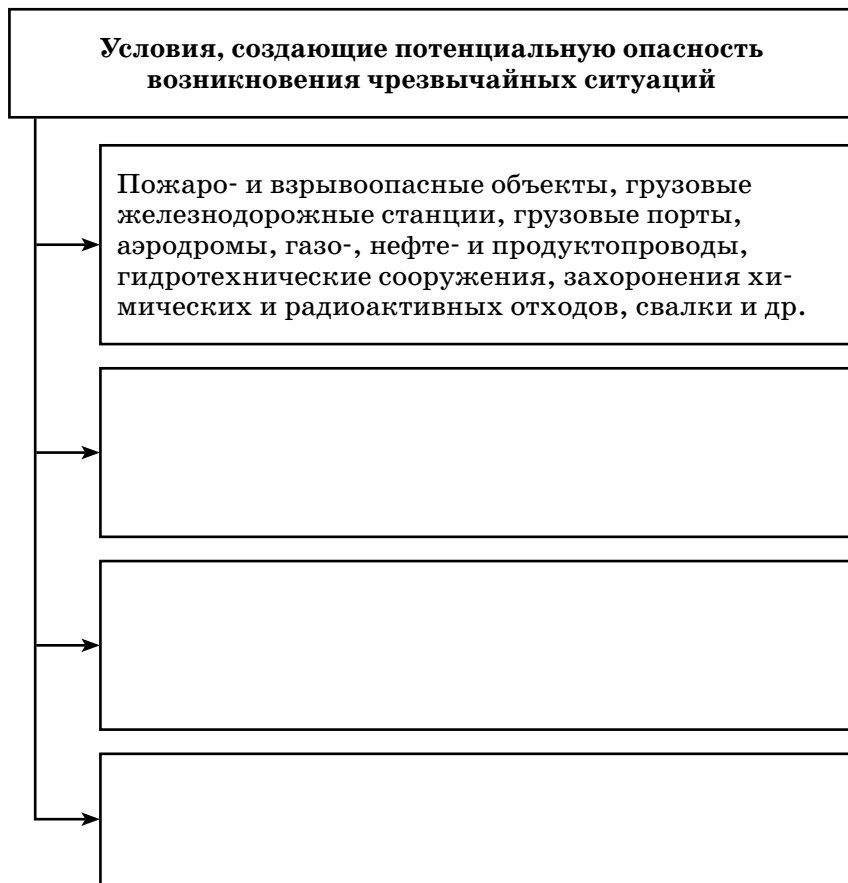 Условия, создающие потенциальную опасность
возникновения чрезвычайных ситуаций
Пожаро- и взрывоопасные объекты, грузовые
железнодорожные станции, грузовые порты,
аэродромы, газо-, нефте- и продуктопроводы,
гидротехнические сооружения, захоронения хи-
мических и радиоактивных отходов, свалки и др.